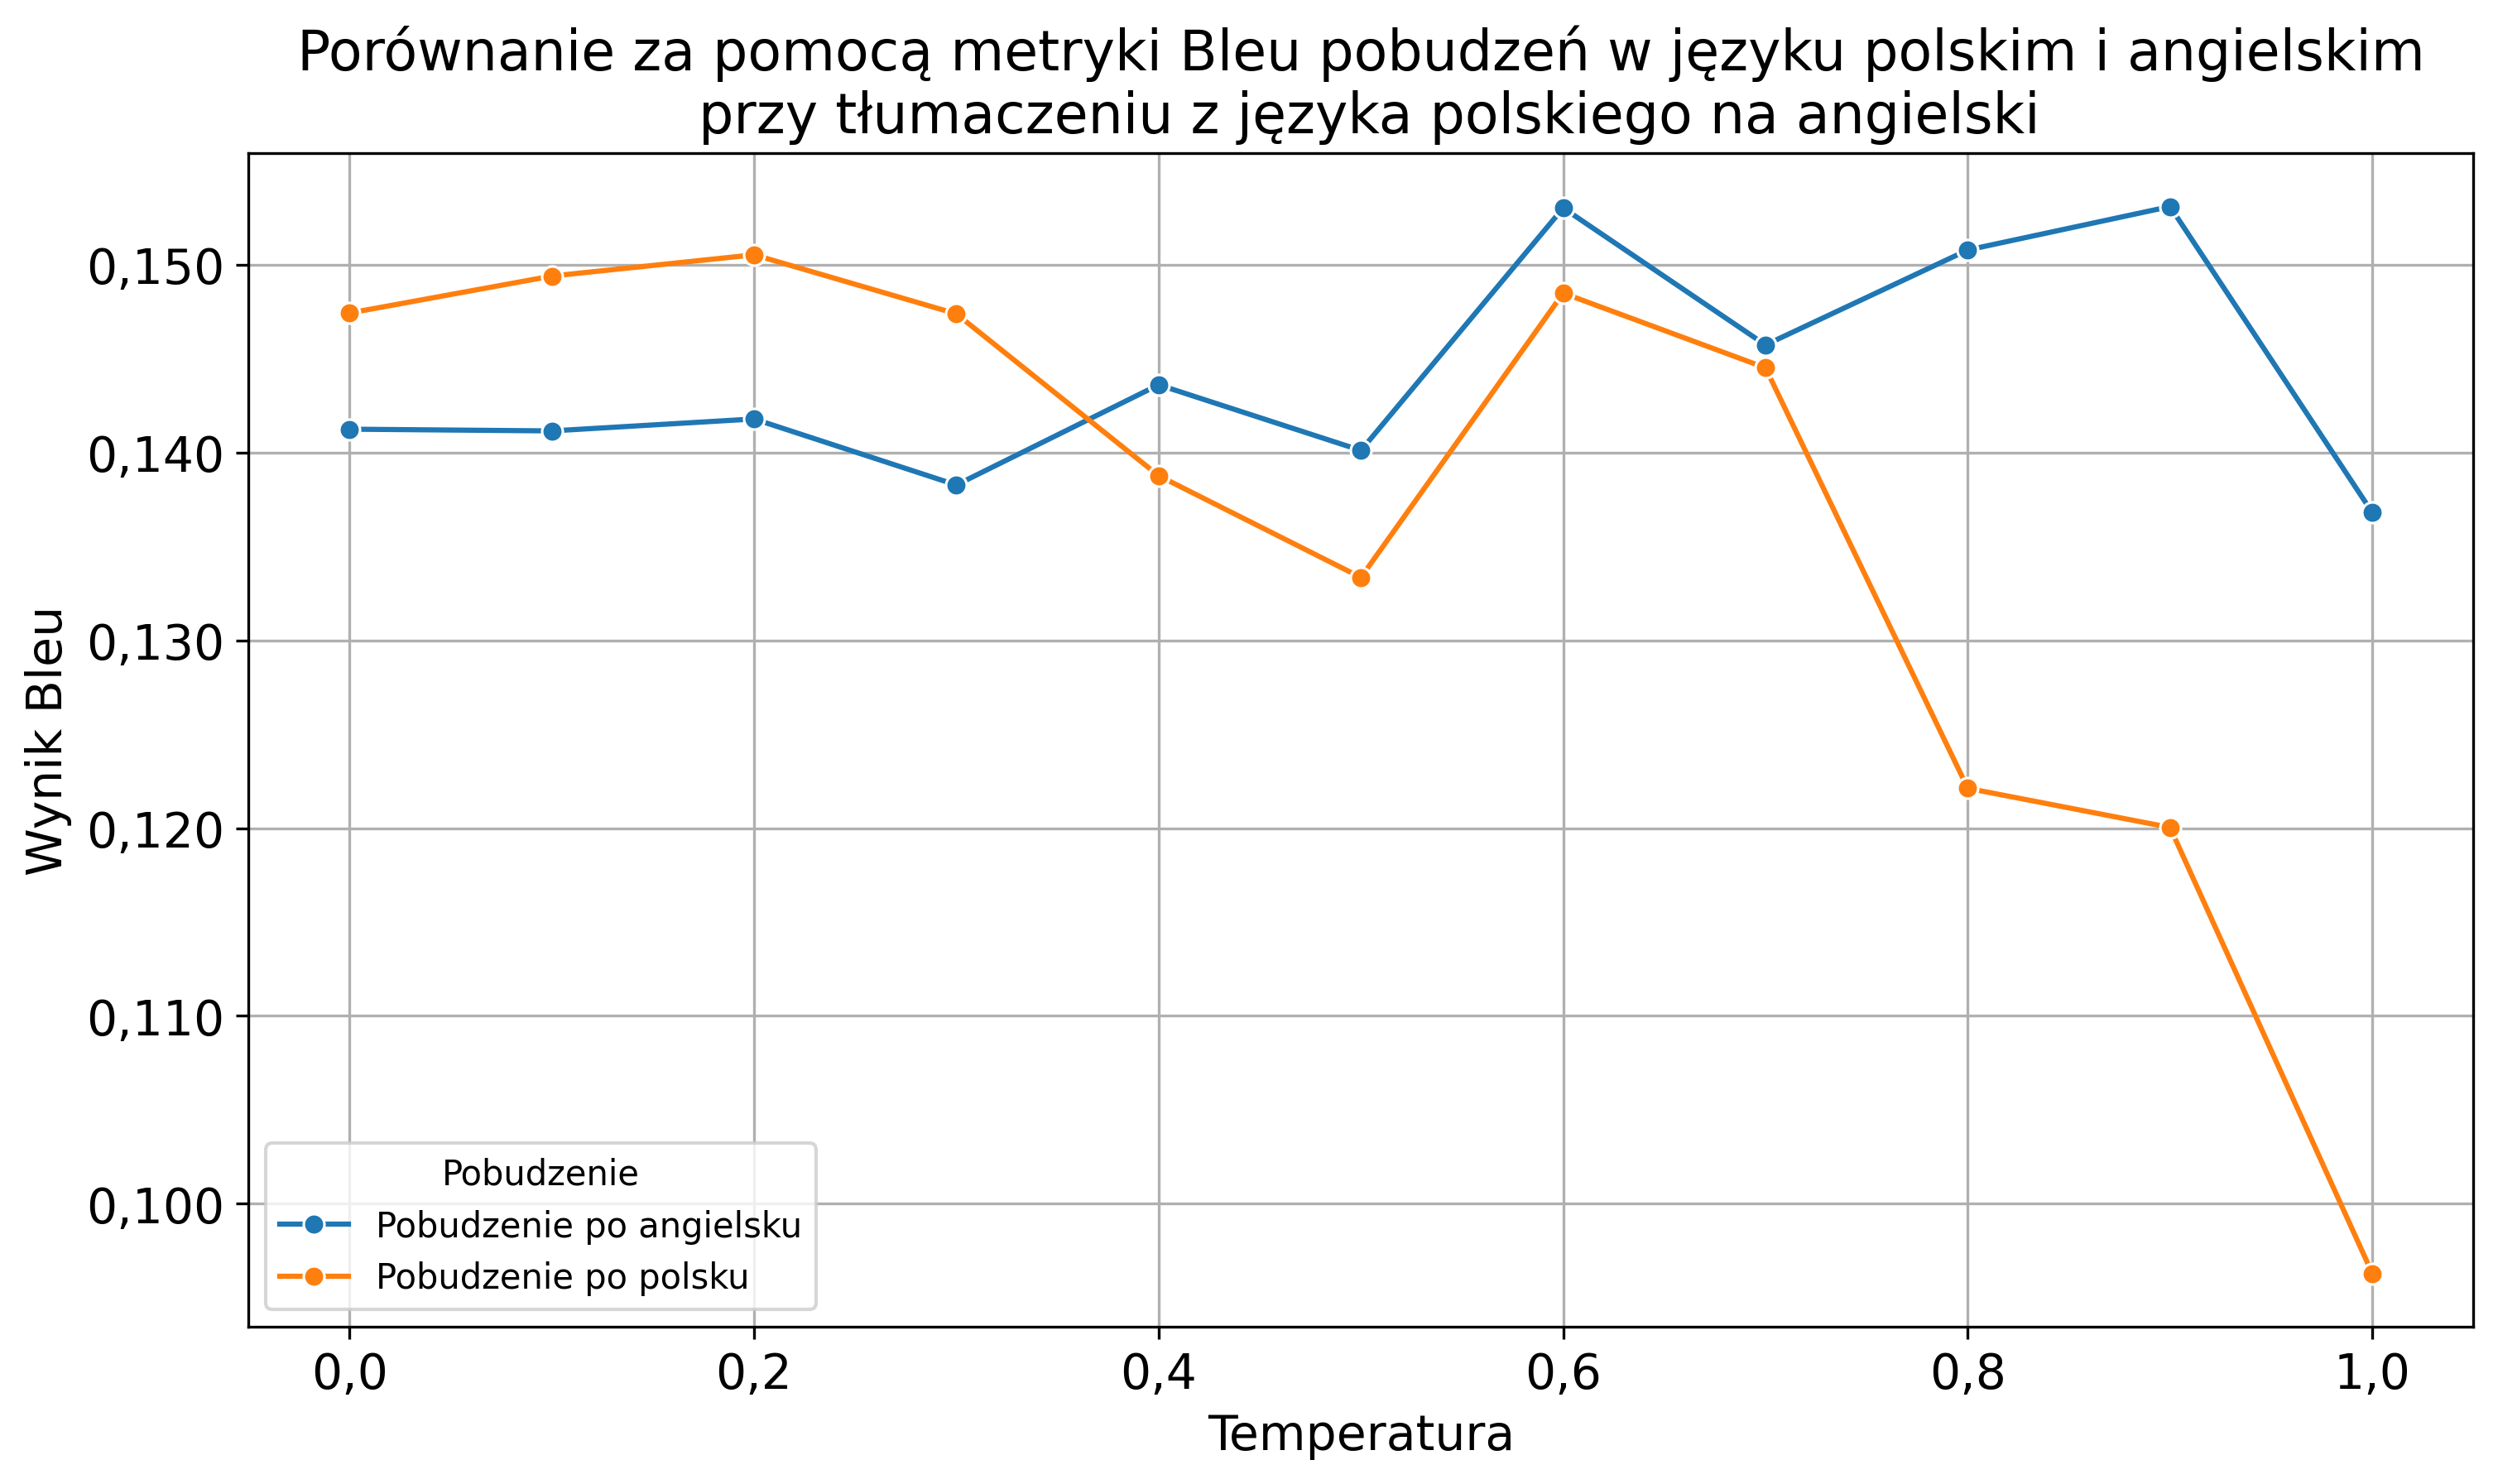 Porównanie za pomocą metryki Bleu pobudzeń w języku polskim i angielskim
przy tłumaczeniu z języka polskiego na angielski
Wynik Bleu
0,150
0,140
0,130
0,120
0,110
0,100
Pobudzenie
Pobudzenie po angielsku
Pobudzenie po polsku
0,0 0,2 0,4 0,6 0,8 1,0
Temperatura